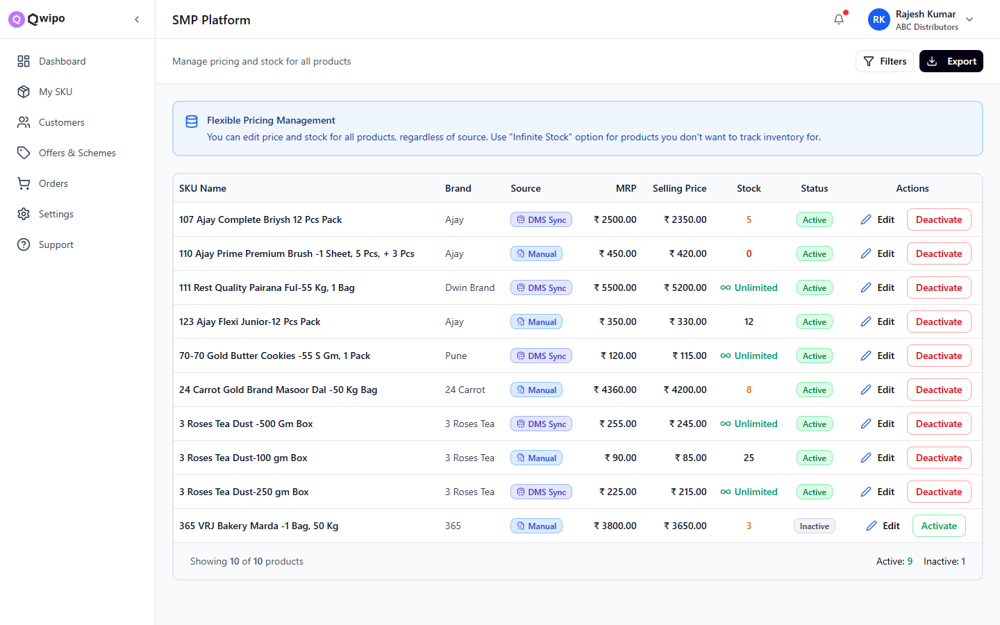 Qwipo
SMP Platform
RK
Rajesh Kumar
ABC Distributors
Dashboard
My SKU
Customers
Offers & Schemes
Orders
Settings
Support
Manage pricing and stock for all products
Filters
Export
Flexible Pricing Management
You can edit price and stock for all products, regardless of source. Use "Infinite Stock" option for products you don't want to track inventory for.
SKU Name Brand Source MRP Selling Price Stock Status Actions
107 Ajay Complete Briysh 12 Pcs Pack Ajay DMS Sync ₹ 2500.00 ₹ 2350.00 5 Active Edit Deactivate
110 Ajay Prime Premium Brush -1 Sheet, 5 Pcs, + 3 Pcs Ajay Manual ₹ 450.00 ₹ 420.00 0 Active Edit Deactivate
111 Rest Quality Pairana Ful-55 Kg, 1 Bag Dwin Brand DMS Sync ₹ 5500.00 ₹ 5200.00 ∞ Unlimited Active Edit Deactivate
123 Ajay Flexi Junior-12 Pcs Pack Ajay Manual ₹ 350.00 ₹ 330.00 12 Active Edit Deactivate
70-70 Gold Butter Cookies -55 S Gm, 1 Pack Pune DMS Sync ₹ 120.00 ₹ 115.00 ∞ Unlimited Active Edit Deactivate
24 Carrot Gold Brand Masoor Dal -50 Kg Bag 24 Carrot Manual ₹ 4360.00 ₹ 4200.00 8 Active Edit Deactivate
3 Roses Tea Dust -500 Gm Box 3 Roses Tea DMS Sync ₹ 255.00 ₹ 245.00 ∞ Unlimited Active Edit Deactivate
3 Roses Tea Dust-100 gm Box 3 Roses Tea Manual ₹ 90.00 ₹ 85.00 25 Active Edit Deactivate
3 Roses Tea Dust-250 gm Box 3 Roses Tea DMS Sync ₹ 225.00 ₹ 215.00 ∞ Unlimited Active Edit Deactivate
365 VRJ Bakery Marda -1 Bag, 50 Kg 365 Manual ₹ 3800.00 ₹ 3650.00 3 Inactive Edit Activate
Showing 10 of 10 products Active: 9 Inactive: 1